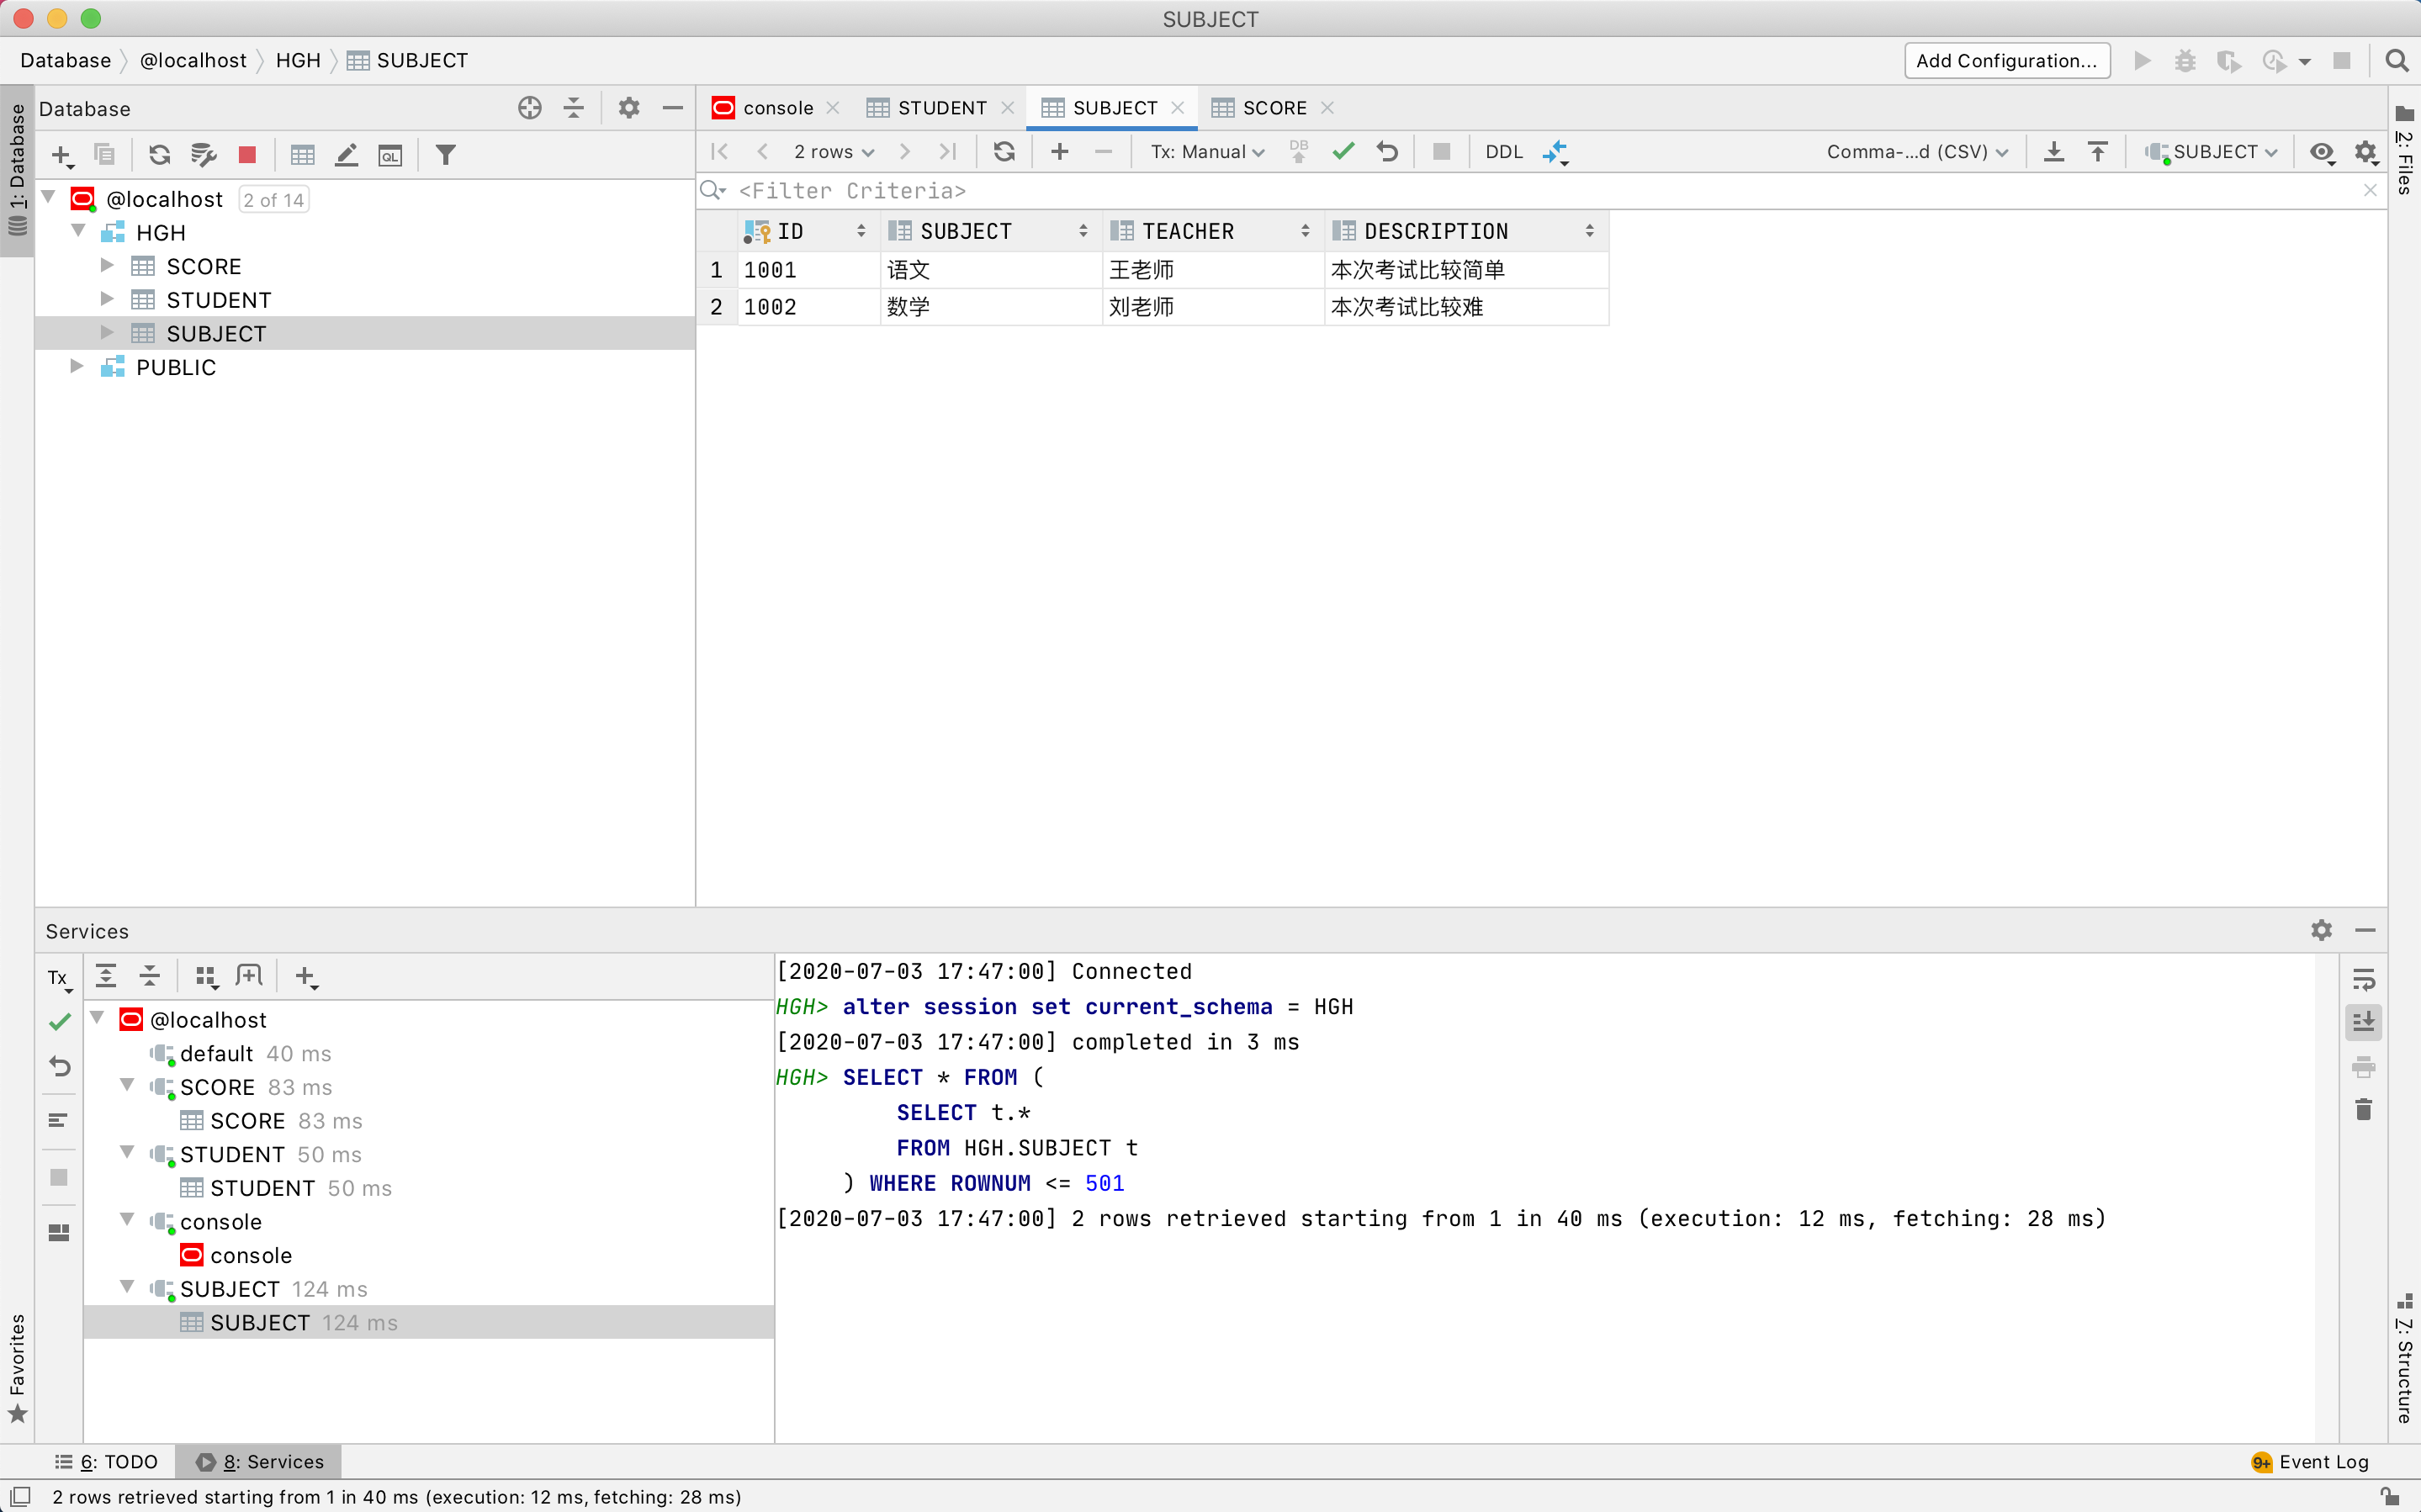 SUBJECT
Database @localhost HGH SUBJECT
Add Configuration...
1: Database
Database
@localhost 2 of 14
HGH
SCORE
STUDENT
SUBJECT
PUBLIC
console STUDENT SUBJECT SCORE
2 rows Tx: Manual DB DDL Comma-...d (CSV) SUBJECT
<Filter Criteria>
ID SUBJECT TEACHER DESCRIPTION
1 1001 语文 王老师 本次考试比较简单
2 1002 数学 刘老师 本次考试比较难
2: Files
Services
Tx
@localhost
default 40 ms
SCORE 83 ms
SCORE 83 ms
STUDENT 50 ms
STUDENT 50 ms
console
console
SUBJECT 124 ms
SUBJECT 124 ms
[2020-07-03 17:47:00] Connected
HGH> alter session set current_schema = HGH
[2020-07-03 17:47:00] completed in 3 ms
HGH> SELECT * FROM (
SELECT t.*
FROM HGH.SUBJECT t
) WHERE ROWNUM <= 501
[2020-07-03 17:47:00] 2 rows retrieved starting from 1 in 40 ms (execution: 12 ms, fetching: 28 ms)
Favorites
7: Structure
6: TODO 8: Services
9+ Event Log
2 rows retrieved starting from 1 in 40 ms (execution: 12 ms, fetching: 28 ms)